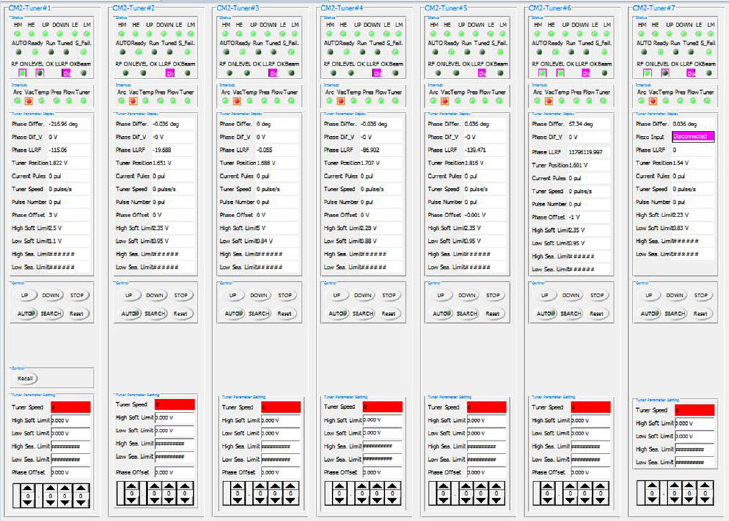 CM2-Tuner#1
Status
HM HE UP DOWN LE LM
AUTO Ready Run Tuned S_Fail.
RF ON LEVEL OK LLRF OK Beam
Interlock
Arc Vac Temp Pres Flow Tuner
Tuner Parameter Display
Phase Differ. -216.96 deg
Phase Dif_V 0 V
Phase LLRF -115.06
Tuner Position 1.822 V
Current Pules 0 pul
Tuner Speed 0 pulse/s
Pulse Number 0 pul
Phase Offset 3 V
High Soft Limit 2.5 V
Low Soft Limit 1.1 V
High Sea. Limit ######
Low Sea. Limit ######
Control
UP DOWN STOP
AUTO SEARCH Reset
Control
Recall
Tuner Parameter Setting
Tuner Speed
High Soft Limit 0.000 V
Low Soft Limit 0.000 V
High Sea. Limit ##########
Low Sea. Limit ##########
Phase Offset 0.000 V
0 0 0 0
CM2-Tuner#2
Status
HM HE UP DOWN LE LM
AUTO Ready Run Tuned S_Fail.
RF ON LEVEL OK LLRF OK Beam
Interlock
Arc Vac Temp Pres Flow Tuner
Tuner Parameter Display
Phase Differ. -0.036 deg
Phase Dif_V 0 V
Phase LLRF -19.688
Tuner Position 1.651 V
Current Pules 0 pul
Tuner Speed 0 pulse/s
Pulse Number 0 pul
Phase Offset 0 V
High Soft Limit 2.35 V
Low Soft Limit 0.95 V
High Sea. Limit ######
Low Sea. Limit ######
Control
UP DOWN STOP
AUTO SEARCH Reset
Tuner Parameter Setting
Tuner Speed
High Soft Limit 0.000 V
Low Soft Limit 0.000 V
High Sea. Limit ##########
Low Sea. Limit ##########
Phase Offset 0.000 V
0 0 0 0
CM2-Tuner#3
Status
HM HE UP DOWN LE LM
AUTO Ready Run Tuned S_Fail.
RF ON LEVEL OK LLRF OK Beam
Interlock
Arc Vac Temp Pres Flow Tuner
Tuner Parameter Display
Phase Differ. 0.036 deg
Phase Dif_V 0 V
Phase LLRF -0.055
Tuner Position 1.688 V
Current Pules 0 pul
Tuner Speed 0 pulse/s
Pulse Number 0 pul
Phase Offset 0 V
High Soft Limit 5 V
Low Soft Limit 0.84 V
High Sea. Limit ######
Low Sea. Limit ######
Control
UP DOWN STOP
AUTO SEARCH Reset
Tuner Parameter Setting
Tuner Speed
High Soft Limit 0.000 V
Low Soft Limit 0.000 V
High Sea. Limit ##########
Low Sea. Limit ##########
Phase Offset 0.000 V
0 0 0 0
CM2-Tuner#4
Status
HM HE UP DOWN LE LM
AUTO Ready Run Tuned S_Fail.
RF ON LEVEL OK LLRF OK Beam
Interlock
Arc Vac Temp Pres Flow Tuner
Tuner Parameter Display
Phase Differ. -0.036 deg
Phase Dif_V 0 V
Phase LLRF -86.902
Tuner Position 1.707 V
Current Pules 0 pul
Tuner Speed 0 pulse/s
Pulse Number 0 pul
Phase Offset 0 V
High Soft Limit 2.28 V
Low Soft Limit 0.88 V
High Sea. Limit ######
Low Sea. Limit ######
Control
UP DOWN STOP
AUTO SEARCH Reset
Tuner Parameter Setting
Tuner Speed
High Soft Limit 0.000 V
Low Soft Limit 0.000 V
High Sea. Limit ##########
Low Sea. Limit ##########
Phase Offset 0.000 V
0 0 0 0
CM2-Tuner#5
Status
HM HE UP DOWN LE LM
AUTO Ready Run Tuned S_Fail.
RF ON LEVEL OK LLRF OK Beam
Interlock
Arc Vac Temp Pres Flow Tuner
Tuner Parameter Display
Phase Differ. 0.036 deg
Phase Dif_V 0 V
Phase LLRF -139.471
Tuner Position 1.816 V
Current Pules 0 pul
Tuner Speed 0 pulse/s
Pulse Number 0 pul
Phase Offset -0.001 V
High Soft Limit 2.35 V
Low Soft Limit 0.95 V
High Sea. Limit ######
Low Sea. Limit ######
Control
UP DOWN STOP
AUTO SEARCH Reset
Tuner Parameter Setting
Tuner Speed
High Soft Limit 0.000 V
Low Soft Limit 0.000 V
High Sea. Limit ##########
Low Sea. Limit ##########
Phase Offset 0.000 V
0 0 0 0
CM2-Tuner#6
Status
HM HE UP DOWN LE LM
AUTO Ready Run Tuned S_Fail.
RF ON LEVEL OK LLRF OK Beam
Interlock
Arc Vac Temp Pres Flow Tuner
Tuner Parameter Display
Phase Differ. 67.34 deg
Phase Dif_V 0 V
Phase LLRF 11796119.997
Tuner Position 1.601 V
Current Pules 0 pul
Tuner Speed 0 pulse/s
Pulse Number 0 pul
Phase Offset -1 V
High Soft Limit 2.35 V
Low Soft Limit 0.95 V
High Sea. Limit ######
Low Sea. Limit ######
Control
UP DOWN STOP
AUTO SEARCH Reset
Tuner Parameter Setting
Tuner Speed
High Soft Limit 0.000 V
Low Soft Limit 0.000 V
High Sea. Limit ##########
Low Sea. Limit ##########
Phase Offset 0.000 V
0 0 0 0
CM2-Tuner#7
Status
HM HE UP DOWN LE LM
AUTO Ready Run Tuned S_Fail.
RF ON LEVEL OK LLRF OK Beam
Interlock
Arc Vac Temp Pres Flow Tuner
Tuner Parameter Display
Phase Differ. 0.036 deg
Piezo Input Disconnected
Phase LLRF 0
Tuner Position 1.54 V
Current Pules 0 pul
Tuner Speed 0 pulse/s
Pulse Number 0 pul
High Soft Limit 2.23 V
Low Soft Limit 0.83 V
High Sea. Limit ######
Low Sea. Limit ######
Control
UP DOWN STOP
AUTO SEARCH Reset
Tuner Parameter Setting
Tuner Speed
High Soft Limit 0.000 V
Low Soft Limit 0.000 V
High Sea. Limit ##########
Low Sea. Limit ##########
0 0 0 0